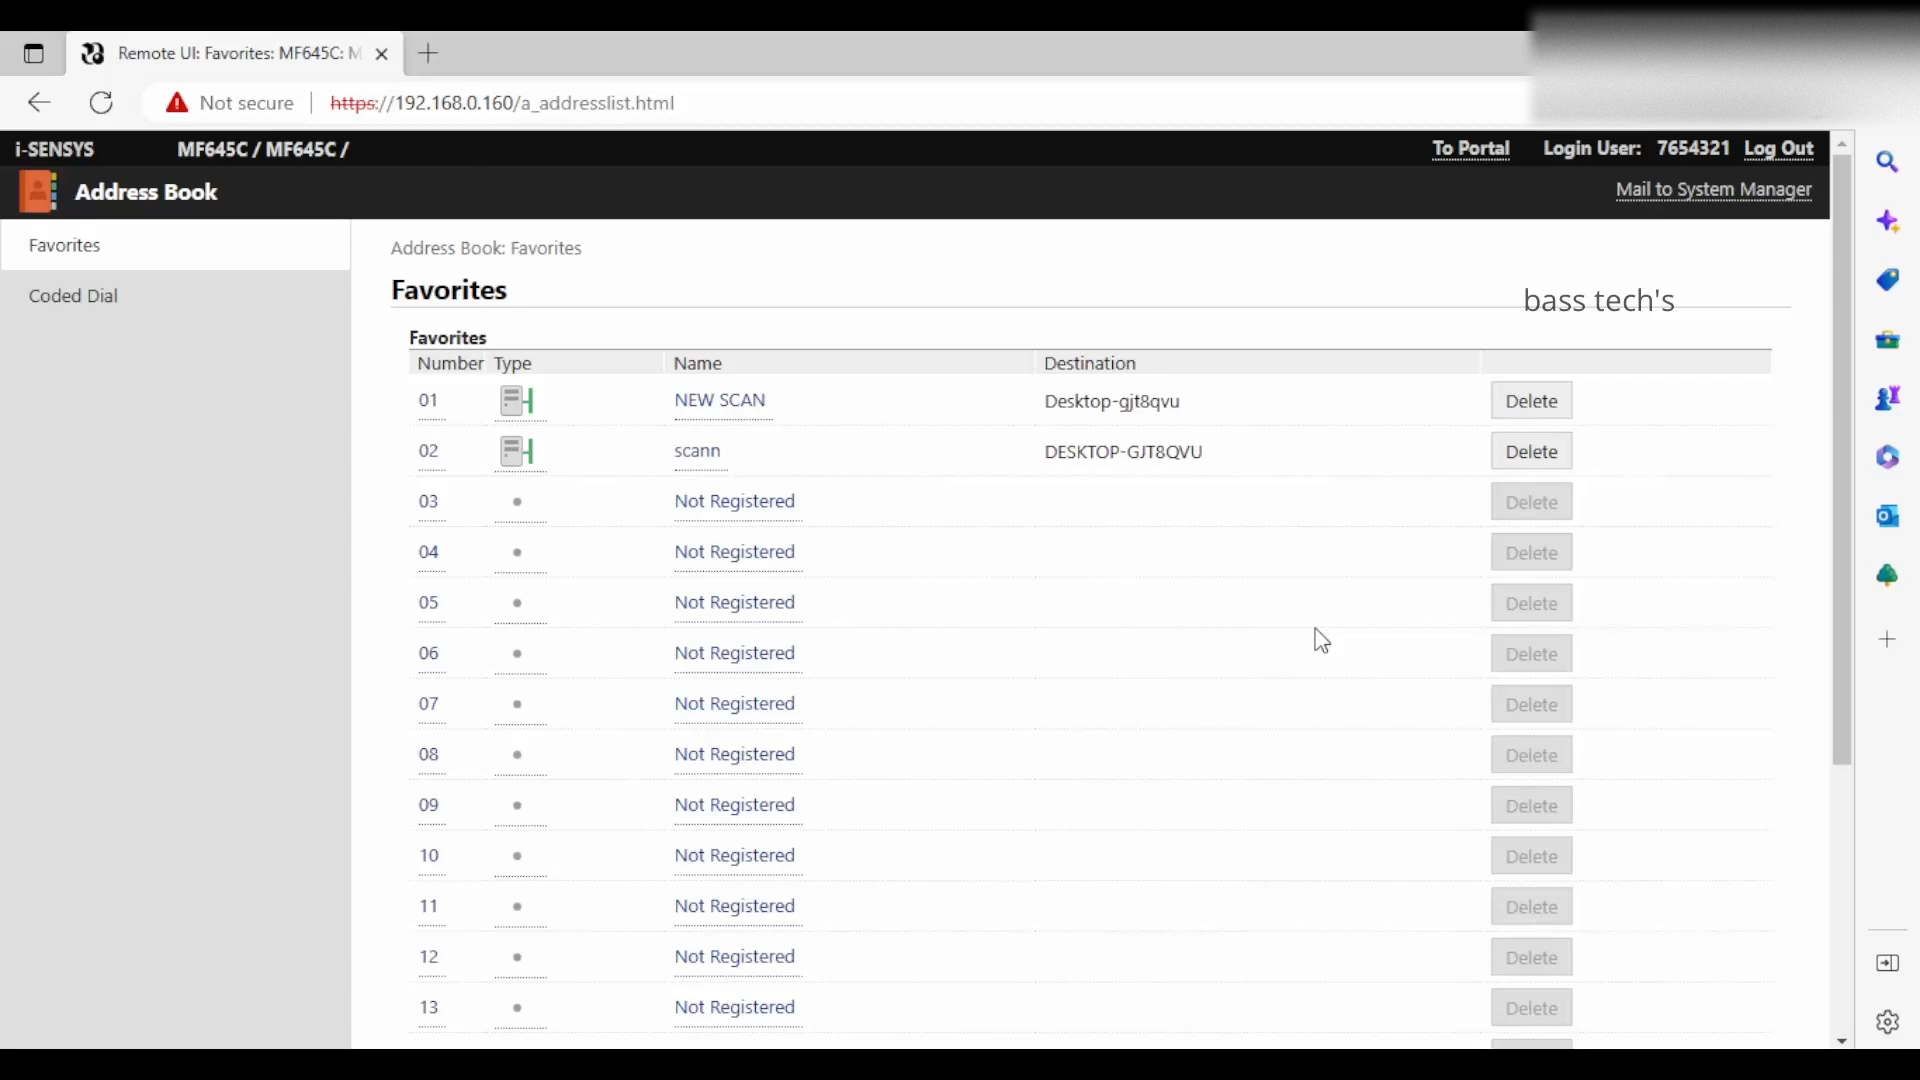 Remote UI: Favorites: MF645C: M
Not secure
https://192.168.0.160/a_addresslist.html
i-SENSYS
MF645C / MF645C /
To Portal
Login User: 7654321
Log Out
Address Book
Mail to System Manager
Favorites
Coded Dial
Address Book: Favorites
Favorites
bass tech's
Favorites
Number Type Name Destination
01 NEW SCAN Desktop-gjt8qvu Delete
02 scann DESKTOP-GJT8QVU Delete
03 Not Registered Delete
04 Not Registered Delete
05 Not Registered Delete
06 Not Registered Delete
07 Not Registered Delete
08 Not Registered Delete
09 Not Registered Delete
10 Not Registered Delete
11 Not Registered Delete
12 Not Registered Delete
13 Not Registered Delete